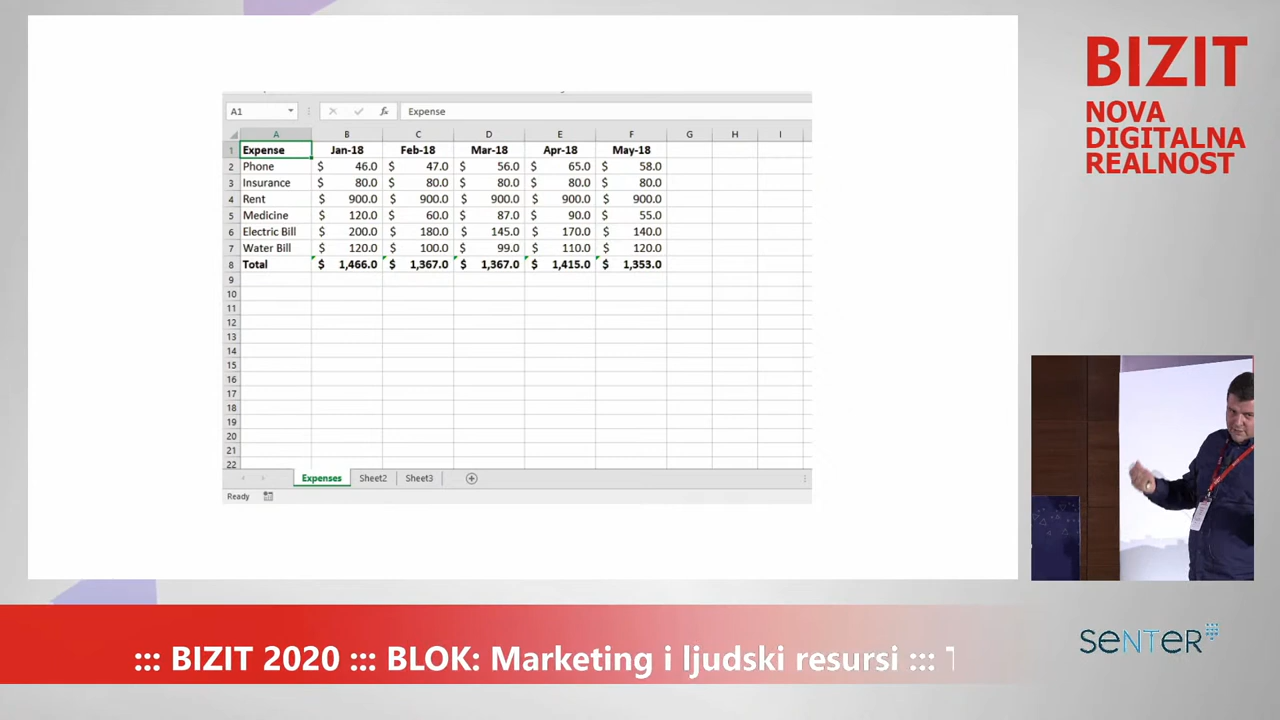 BIZIT
NOVA
DIGITALNA
REALNOST
A1 fx Expense
A B C D E F G H I
1 Expense Jan-18 Feb-18 Mar-18 Apr-18 May-18
2 Phone $ 46.0 $ 47.0 $ 56.0 $ 65.0 $ 58.0
3 Insurance $ 80.0 $ 80.0 $ 80.0 $ 80.0 $ 80.0
4 Rent $ 900.0 $ 900.0 $ 900.0 $ 900.0 $ 900.0
5 Medicine $ 120.0 $ 60.0 $ 87.0 $ 90.0 $ 55.0
6 Electric Bill $ 200.0 $ 180.0 $ 145.0 $ 170.0 $ 140.0
7 Water Bill $ 120.0 $ 100.0 $ 99.0 $ 110.0 $ 120.0
8 Total $ 1,466.0 $ 1,367.0 $ 1,367.0 $ 1,415.0 $ 1,353.0
9
10
11
12
13
14
15
16
17
18
19
20
21
22
Expenses Sheet2 Sheet3
Ready
::: BIZIT 2020 ::: BLOK: Marketing i ljudski resursi :::
SENTER